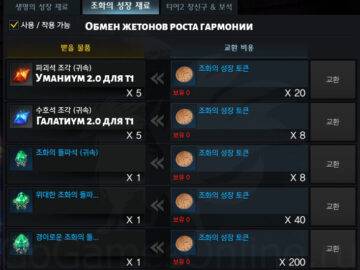 생명의 성장 재료
조화의 성장 재료
티어2 장신구 & 보석
사용 / 착용 가능
Обмен жетонов роста гармонии
받을 물품
교환 비용
파괴석 조각 (귀속)
Уманиум 2.0 для т1
X 5
조화의 성장 토큰
보유 0
X 20
교환
수호석 조각 (귀속)
Галатиум 2.0 для т1
X 5
조화의 성장 토큰
보유 0
X 8
교환
조화의 돌파석 (귀속)
X 1
조화의 성장 토큰
보유 0
X 8
교환
위대한 조화의 돌파...
X 1
조화의 성장 토큰
보유 0
X 40
교환
경이로운 조화의 돌...
X 1
조화의 성장 토큰
보유 0
X 200
교환